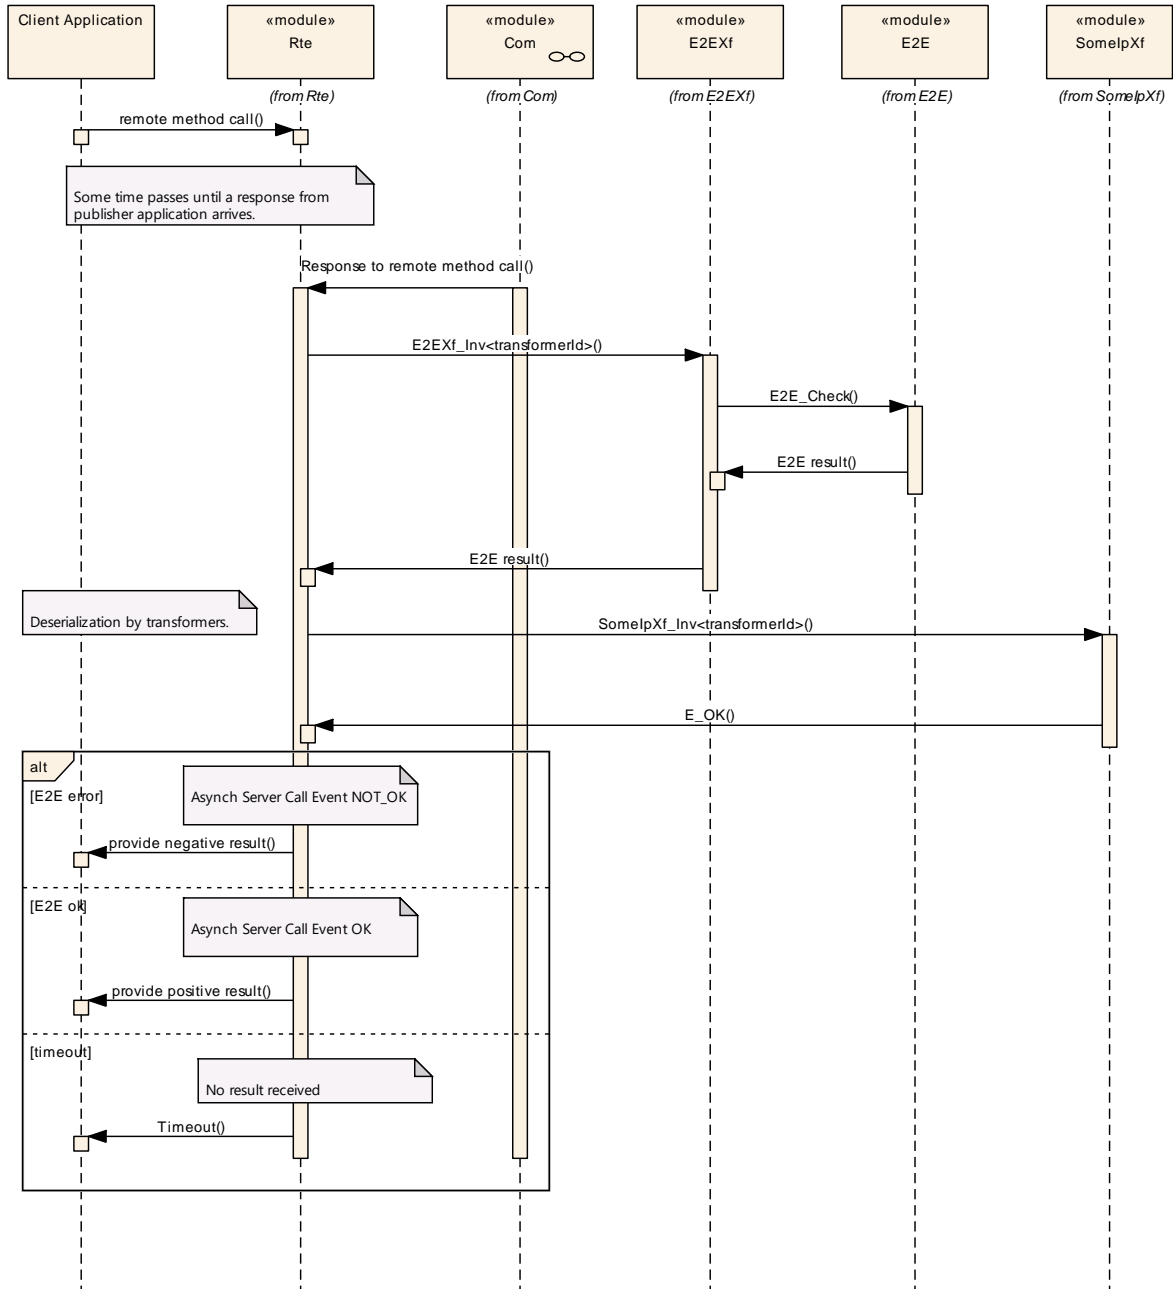 Client Application
«module»
Rte
«module»
Com
«module»
E2EXf
«module»
E2E
«module»
SomeIpXf
(from Rte)
(from Com)
(from E2EXf)
(from E2E)
(from SomeIpXf)
remote method call()
Some time passes until a response from
publisher application arrives.
Response to remote method call()
E2EXf_Inv<transformerId>()
E2E_Check()
E2E result()
E2E result()
Deserialization by transformers.
SomeIpXf_Inv<transformerId>()
E_OK()
alt
[E2E error]
Asynch Server Call Event NOT_OK
provide negative result()
[E2E ok]
Asynch Server Call Event OK
provide positive result()
[timeout]
No result received
Timeout()